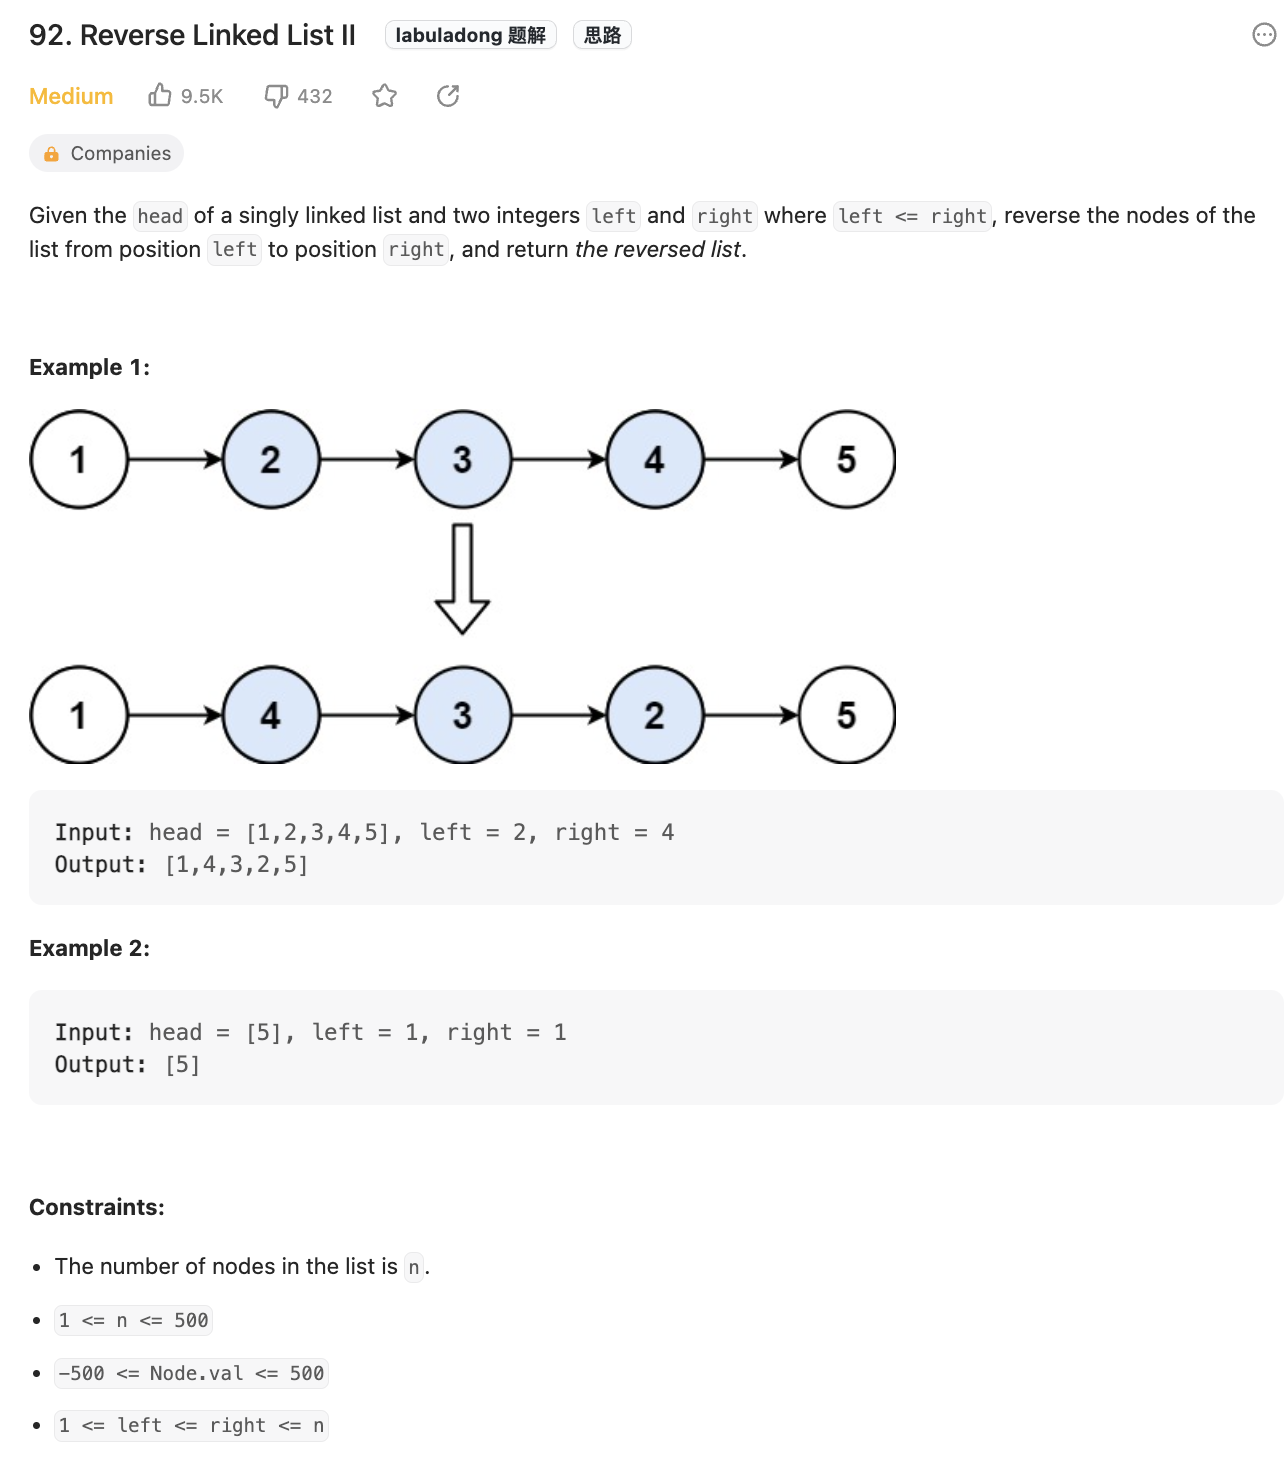 92. Reverse Linked List II labuladong 题解 思路
Medium 9.5K 432
Companies
Given the head of a singly linked list and two integers left and right where left <= right, reverse the nodes of the
list from position left to position right, and return the reversed list.
Example 1:
1 2 3 4 5
1 4 3 2 5
Input: head = [1,2,3,4,5], left = 2, right = 4
Output: [1,4,3,2,5]
Example 2:
Input: head = [5], left = 1, right = 1
Output: [5]
Constraints:
• The number of nodes in the list is n.
• 1 <= n <= 500
• -500 <= Node.val <= 500
• 1 <= left <= right <= n